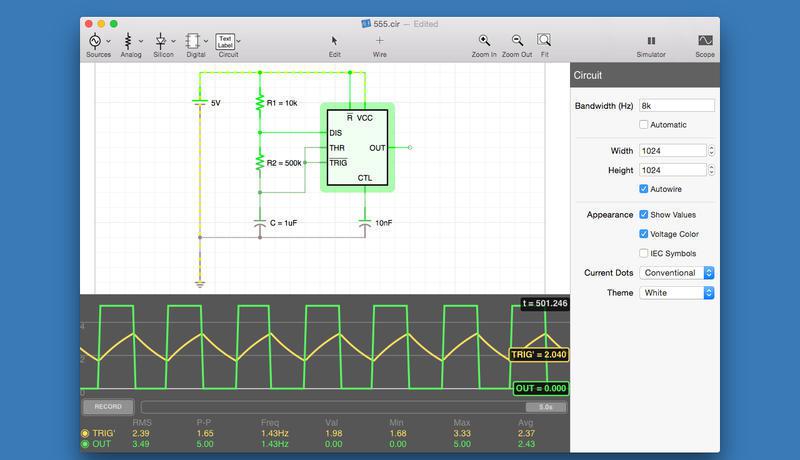 555.cir — Edited
Sources Analog Silicon Digital Text Label Circuit Edit Wire Zoom In Zoom Out Fit Simulator Scope
Circuit
Bandwidth (Hz) 8k
Automatic
Width 1024
Height 1024
Autowire
Appearance Show Values
Voltage Color
IEC Symbols
Current Dots Conventional
Theme White
5V
R1 = 10k
R VCC
DIS
THR OUT
R2 = 500k TRIG
CTL
C = 1uF 10nF
t = 501.246
4
2
TRIG' = 2.040
0
OUT = 0.000
RECORD 5.0s
RMS P-P Freq Val Min Max Avg
TRIG' 2.39 1.65 1.43Hz 1.98 1.68 3.33 2.37
OUT 3.49 5.00 1.43Hz 0.00 0.00 5.00 2.43